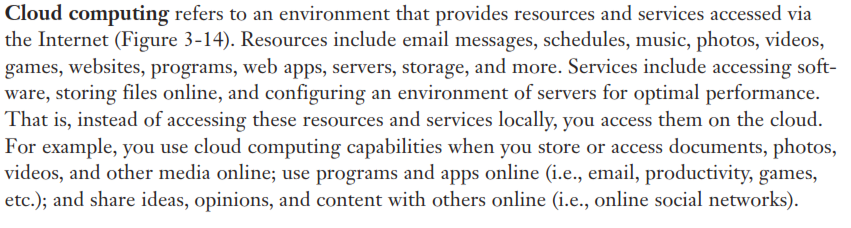 Cloud computing refers to an environment that provides resources and services accessed via
the Internet (Figure 3-14). Resources include email messages, schedules, music, photos, videos,
games, websites, programs, web apps, servers, storage, and more. Services include accessing soft-
ware, storing files online, and configuring an environment of servers for optimal performance.
That is, instead of accessing these resources and services locally, you access them on the cloud.
For example, you use cloud computing capabilities when you store or access documents, photos,
videos, and other media online; use programs and apps online (i.e., email, productivity, games,
etc.); and share ideas, opinions, and content with others online (i.e., online social networks).